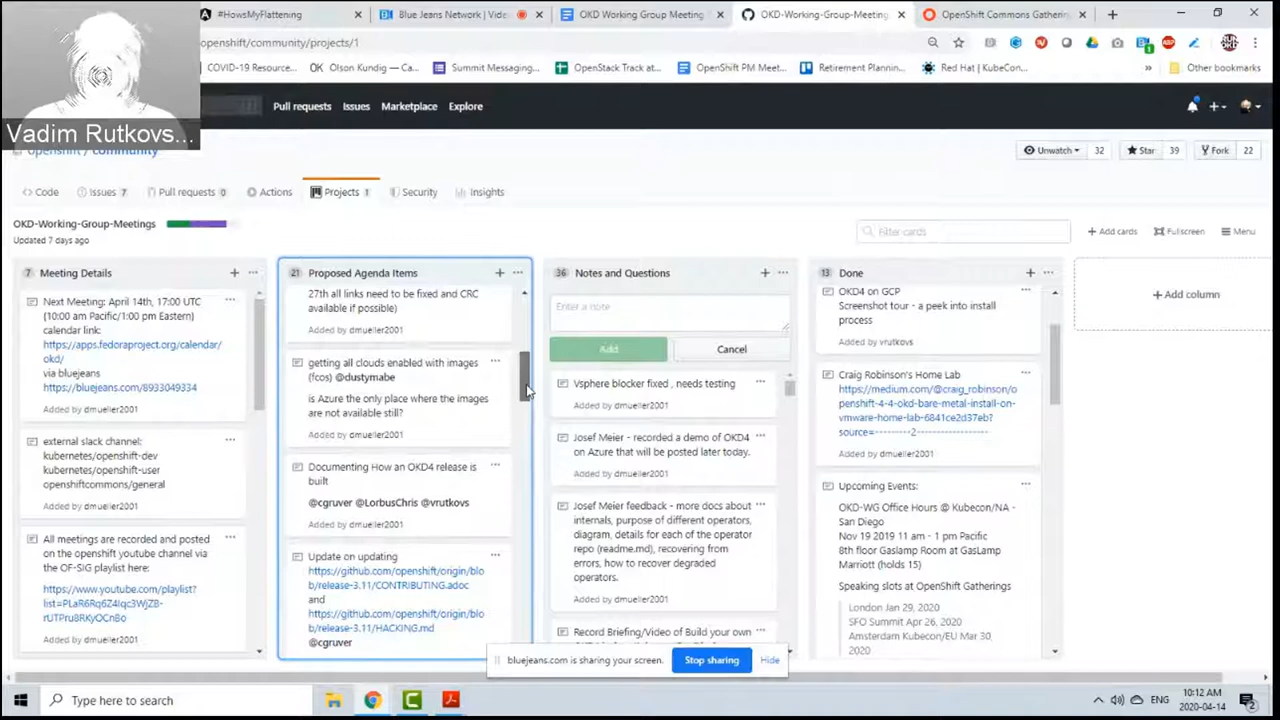 #HowsMyFlattening
Blue Jeans Network | Vide
OKD Working Group Meeting
OKD-Working-Group-Meeting:
OpenShift Commons Gatherin
openshift/community/projects/1
COVID-19 Resource...
OK Olson Kundig — Ca...
Summit Messaging,...
OpenStack Track at...
OpenShift PM Meet...
Retirement Plannin...
Red Hat | KubeCon...
»
Other bookmarks
Vadim Rutkovs...
Pull requests
Issues
Marketplace
Explore
openshift / community
Unwatch
32
Star
39
Fork
22
Code
Issues 7
Pull requests 0
Actions
Projects 1
Security
Insights
OKD-Working-Group-Meetings
Updated 7 days ago
Filter cards
+ Add cards
Fullscreen
Menu
7 Meeting Details
Next Meeting: April 14th, 17:00 UTC
(10:00 am Pacific/1:00 pm Eastern)
calendar link:
https://apps.fedoraproject.org/calendar/
okd/
via bluejeans
https://bluejeans.com/8933049334
Added by dmueller2001
external slack channel:
kubernetes/openshift-dev
kubernetes/openshift-user
openshiftcommons/general
Added by dmueller2001
All meetings are recorded and posted
on the openshift youtube channel via
the OF-SIG playlist here:
https://www.youtube.com/playlist?
Added by dmueller2001
21 Proposed Agenda Items
27th all links need to be fixed and CRC
available if possible)
Added by dmueller2001
getting all clouds enabled with images
(fcos) @dustymabe
is Azure the only place where the images
are not available still?
Added by dmueller2001
Documenting How an OKD4 release is
built
@cgruver @LorbusChris @vrutkovs
Added by dmueller2001
Update on updating
https://github.com/openshift/origin/blo
b/release-3.11/CONTRIBUTING.adoc
and
https://github.com/openshift/origin/blo
b/release-3.11/HACKING.md
@cgruver
36 Notes and Questions
Enter a note
Add
Cancel
Vsphere blocker fixed , needs testing
Added by dmueller2001
Josef Meier - recorded a demo of OKD4
on Azure that will be posted later today.
Added by dmueller2001
Josef Meier feedback - more docs about
internals, purpose of different operators,
diagram, details for each of the operator
repo (readme.md), recovering from
errors, how to recover degraded
operators.
Added by dmueller2001
Record Briefing/Video of Build your own
13 Done
OKD4 on GCP
Screenshot tour - a peek into install
process
Added by vrutkovs
Craig Robinson's Home Lab
https://medium.com/@craig_robinson/o
penshift-4-4-okd-bare-metal-install-on-
vmware-home-lab-6841ce2d37eb?
source=---------2------------------
Added by dmueller2001
Upcoming Events:
OKD-WG Office Hours @ Kubecon/NA -
San Diego
Nov 19 2019 11 am - 1 pm Pacific
8th floor Gaslamp Room at GasLamp
Marriott (holds 15)
Speaking slots at OpenShift Gatherings
London Jan 29, 2020
SFO Summit Apr 26, 2020
Amsterdam Kubecon/EU Mar 30,
2020
+ Add column
bluejeans.com is sharing your screen.
Stop sharing
Hide
Type here to search
ENG
10:12 AM
2020-04-14
2